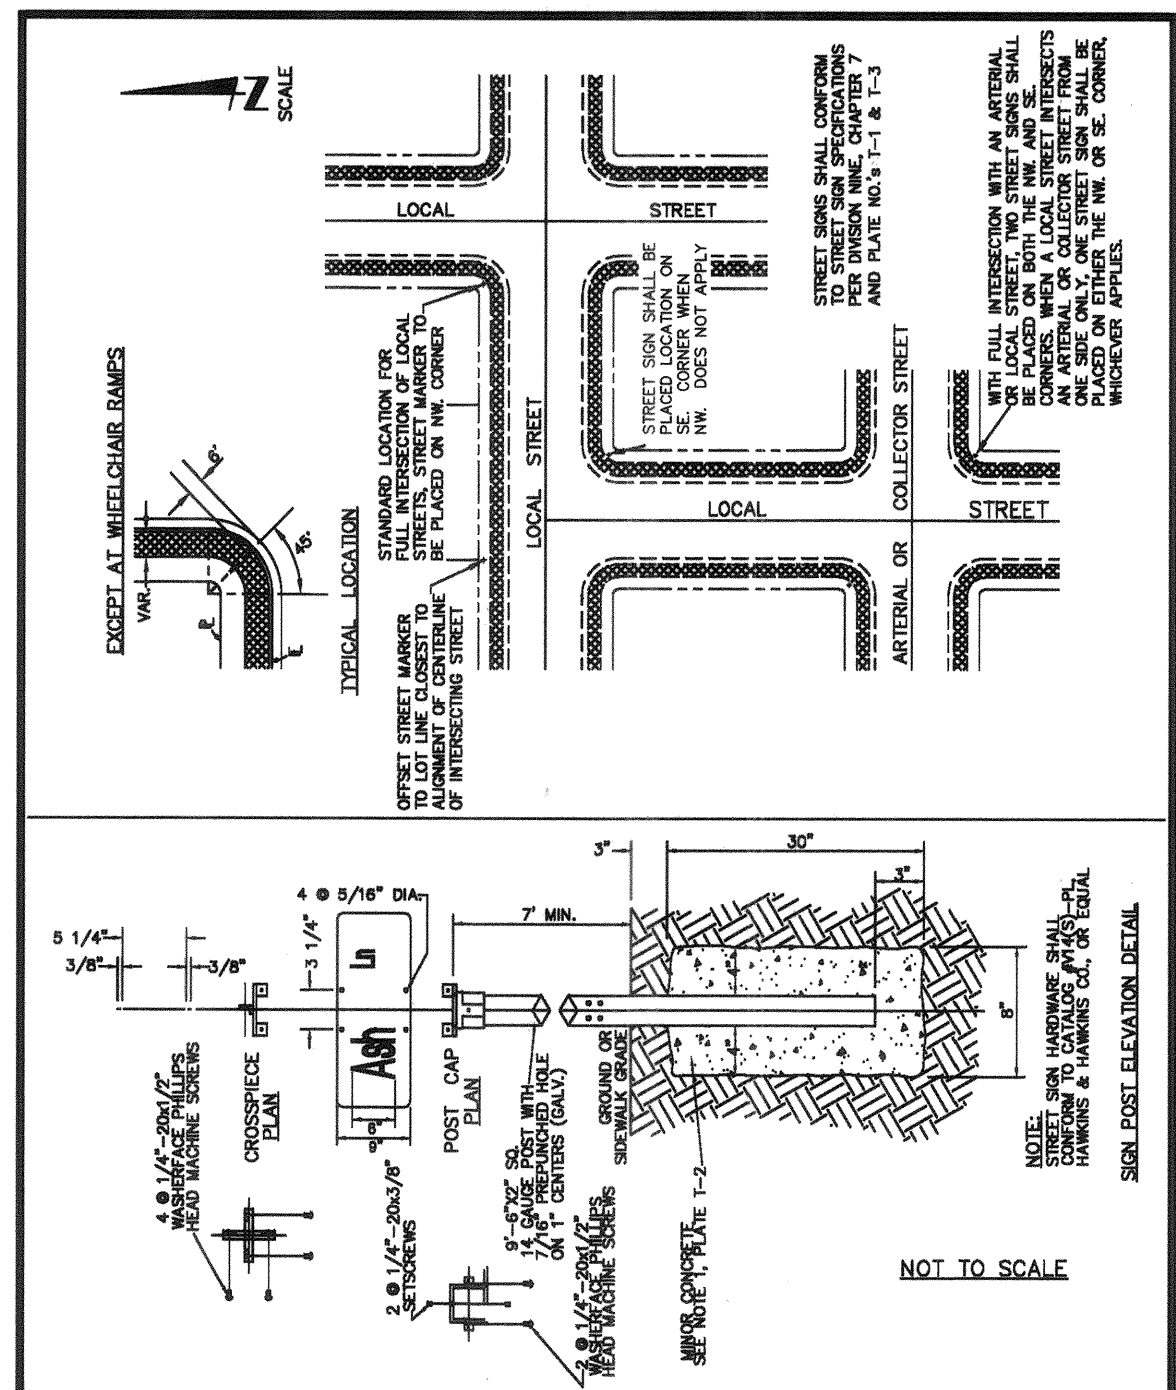 EXCEPT AT WHEELCHAIR RAMPS
VAR.
6'
45°
TYPICAL LOCATION
SCALE
N
STANDARD LOCATION FOR
FULL INTERSECTION OF LOCAL
STREETS, STREET MARKER TO
BE PLACED ON NW. CORNER
OFFSET STREET MARKER
TO LOT LINE CLOSEST TO
ALIGNMENT OF CENTERLINE
OF INTERSECTING STREET
LOCAL
STREET
LOCAL STREET
STREET SIGN SHALL BE
PLACED LOCATION ON
SE. CORNER WHEN
NW. DOES NOT APPLY
LOCAL
STREET
ARTERIAL OR
COLLECTOR STREET
STREET SIGNS SHALL CONFORM
TO STREET SIGN SPECIFICATIONS
PER DIVISION NINE, CHAPTER 7
AND PLATE NO.'s T-1 & T-3
WITH FULL INTERSECTION WITH AN ARTERIAL
OR LOCAL STREET, TWO STREET SIGNS SHALL
BE PLACED ON BOTH THE NW. AND SE.
CORNERS. WHEN A LOCAL STREET INTERSECTS
AN ARTERIAL OR COLLECTOR STREET FROM
ONE SIDE ONLY, ONE STREET SIGN SHALL BE
PLACED ON EITHER THE NW. OR SE. CORNER,
WHICHEVER APPLIES.
5 1/4"
3/8"
3/8"
4 @ 1/4"-20x1/2"
WASHERFACE PHILLIPS
HEAD MACHINE SCREWS
CROSSPIECE
PLAN
4 @ 5/16" DIA.
3 1/4"
Ash Ln
2 @ 1/4"-20x3/8"
SETSCREWS
POST CAP
PLAN
9'-6"X2" SQ.
14 GAUGE POST WITH
7/16" PREPUNCHED HOLE
ON 1" CENTERS (GALV.)
2 @ 1/4"-20x1/2"
WASHERFACE PHILLIPS
HEAD MACHINE SCREWS
7' MIN.
GROUND OR
SIDEWALK GRADE
3"
30"
3"
4"
4"
8"
MINOR CONCRETE
SEE NOTE 1, PLATE T-2
NOTE:
STREET SIGN HARDWARE SHALL
CONFORM TO CATALOG #V14(S)-PL,
HAWKINS & HAWKINS CO., OR EQUAL
SIGN POST ELEVATION DETAIL
NOT TO SCALE